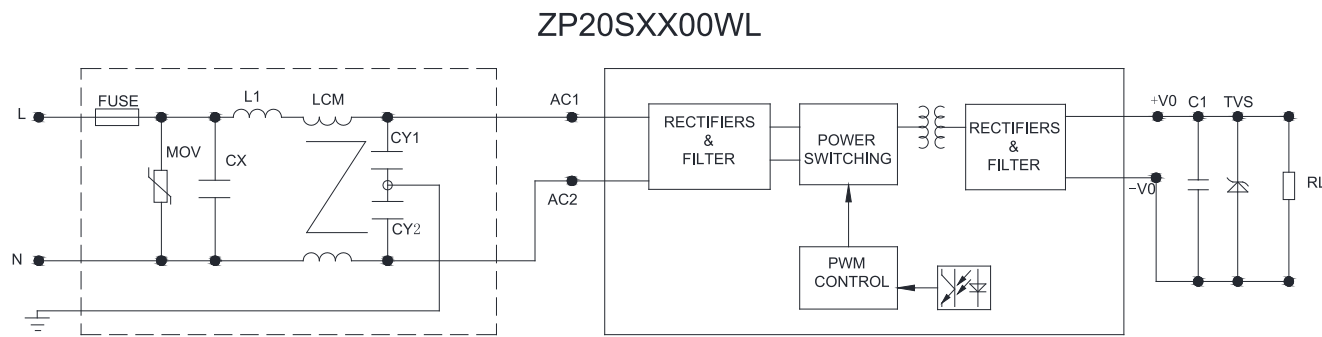 ZP20SXX00WL
FUSE
L1
LCM
AC1
+V0
C1
TVS
L
MOV
CX
CY1
RECTIFIERS
&
FILTER
POWER
SWITCHING
RECTIFIERS
&
FILTER
AC2
−V0
RL
CY2
N
PWM
CONTROL